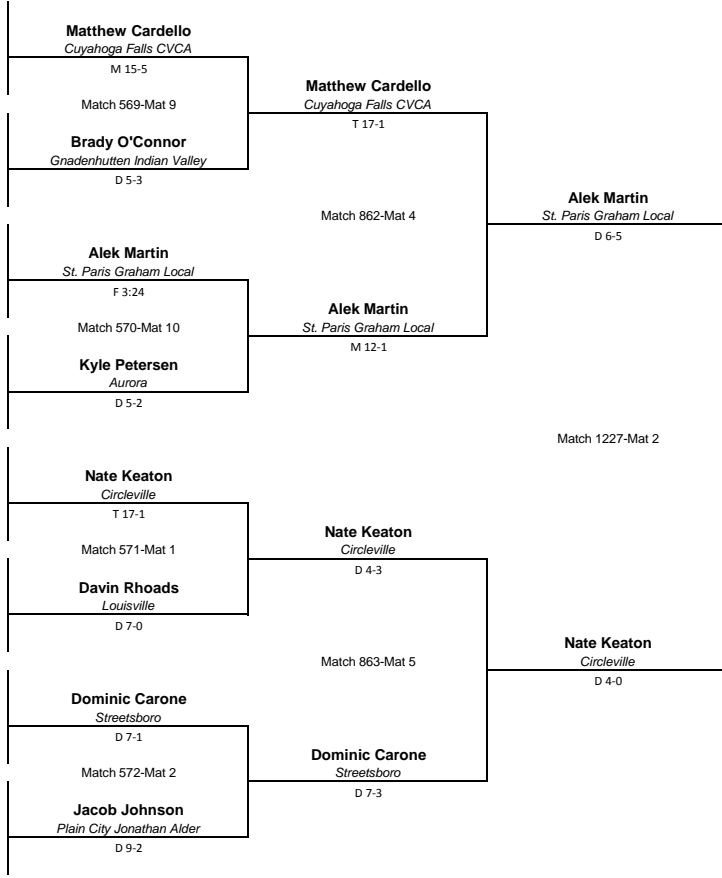 Matthew Cardello
Cuyahoga Falls CVCA
M 15-5
Match 569-Mat 9
Brady O'Connor
Gnadenhutten Indian Valley
D 5-3
Matthew Cardello
Cuyahoga Falls CVCA
T 17-1
Match 862-Mat 4
Alek Martin
St. Paris Graham Local
F 3:24
Match 570-Mat 10
Kyle Petersen
Aurora
D 5-2
Alek Martin
St. Paris Graham Local
M 12-1
Alek Martin
St. Paris Graham Local
D 6-5
Match 1227-Mat 2
Nate Keaton
Circleville
T 17-1
Match 571-Mat 1
Davin Rhoads
Louisville
D 7-0
Nate Keaton
Circleville
D 4-3
Match 863-Mat 5
Dominic Carone
Streetsboro
D 7-1
Match 572-Mat 2
Jacob Johnson
Plain City Jonathan Alder
D 9-2
Dominic Carone
Streetsboro
D 7-3
Nate Keaton
Circleville
D 4-0